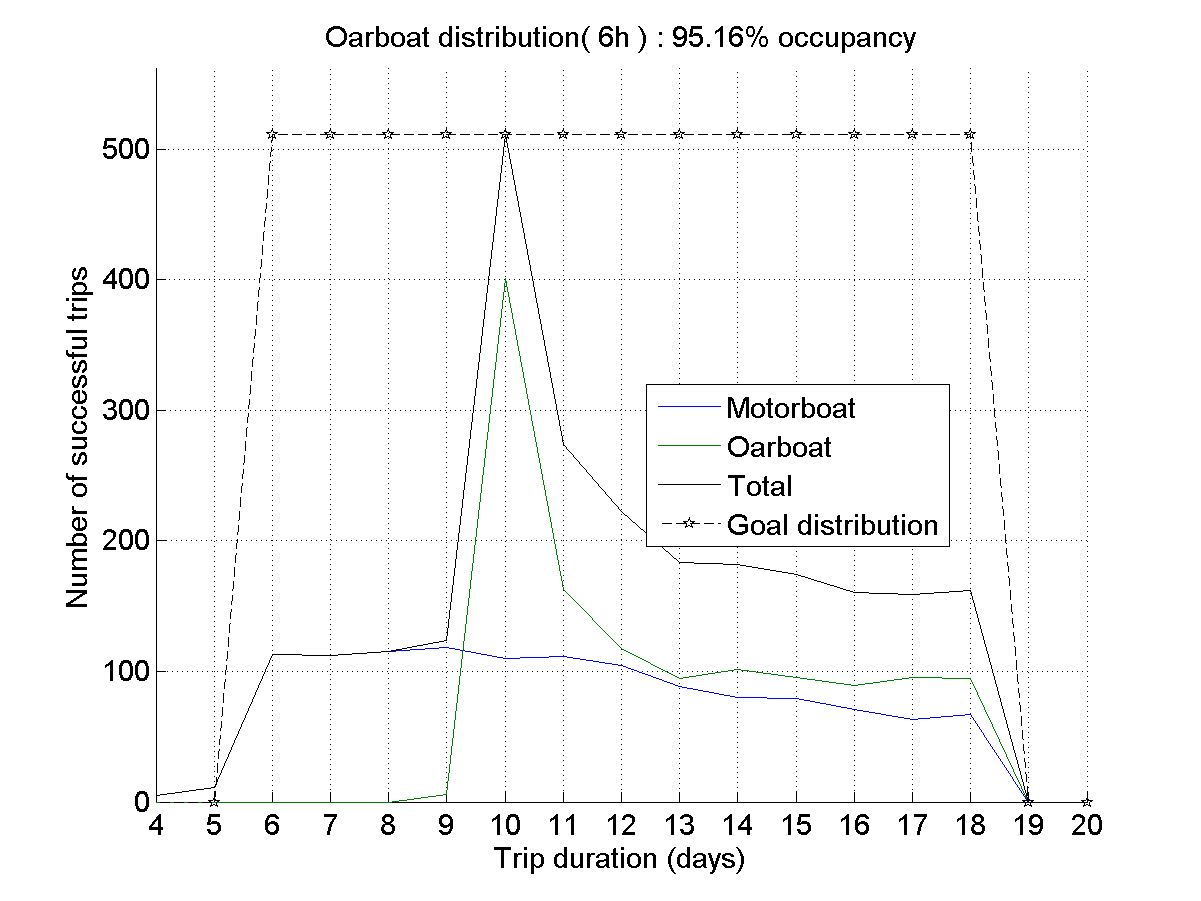 Oarboat distribution( 6h ) : 95.16% occupancy
Number of successful trips
500
400
300
200
100
0
Motorboat
Oarboat
Total
Goal distribution
4 5 6 7 8 9 10 11 12 13 14 15 16 17 18 19 20
Trip duration (days)